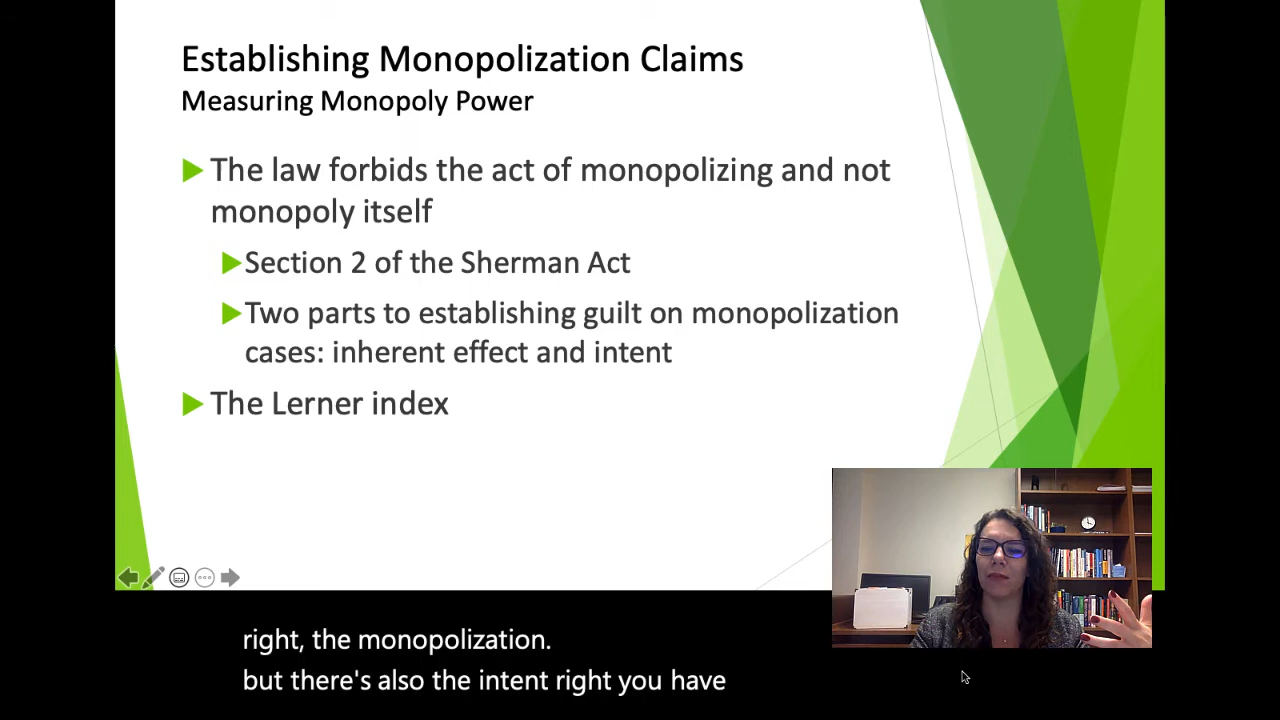 Establishing Monopolization Claims
Measuring Monopoly Power
The law forbids the act of monopolizing and not
monopoly itself
Section 2 of the Sherman Act
Two parts to establishing guilt on monopolization
cases: inherent effect and intent
The Lerner index
right, the monopolization.
but there's also the intent right you have